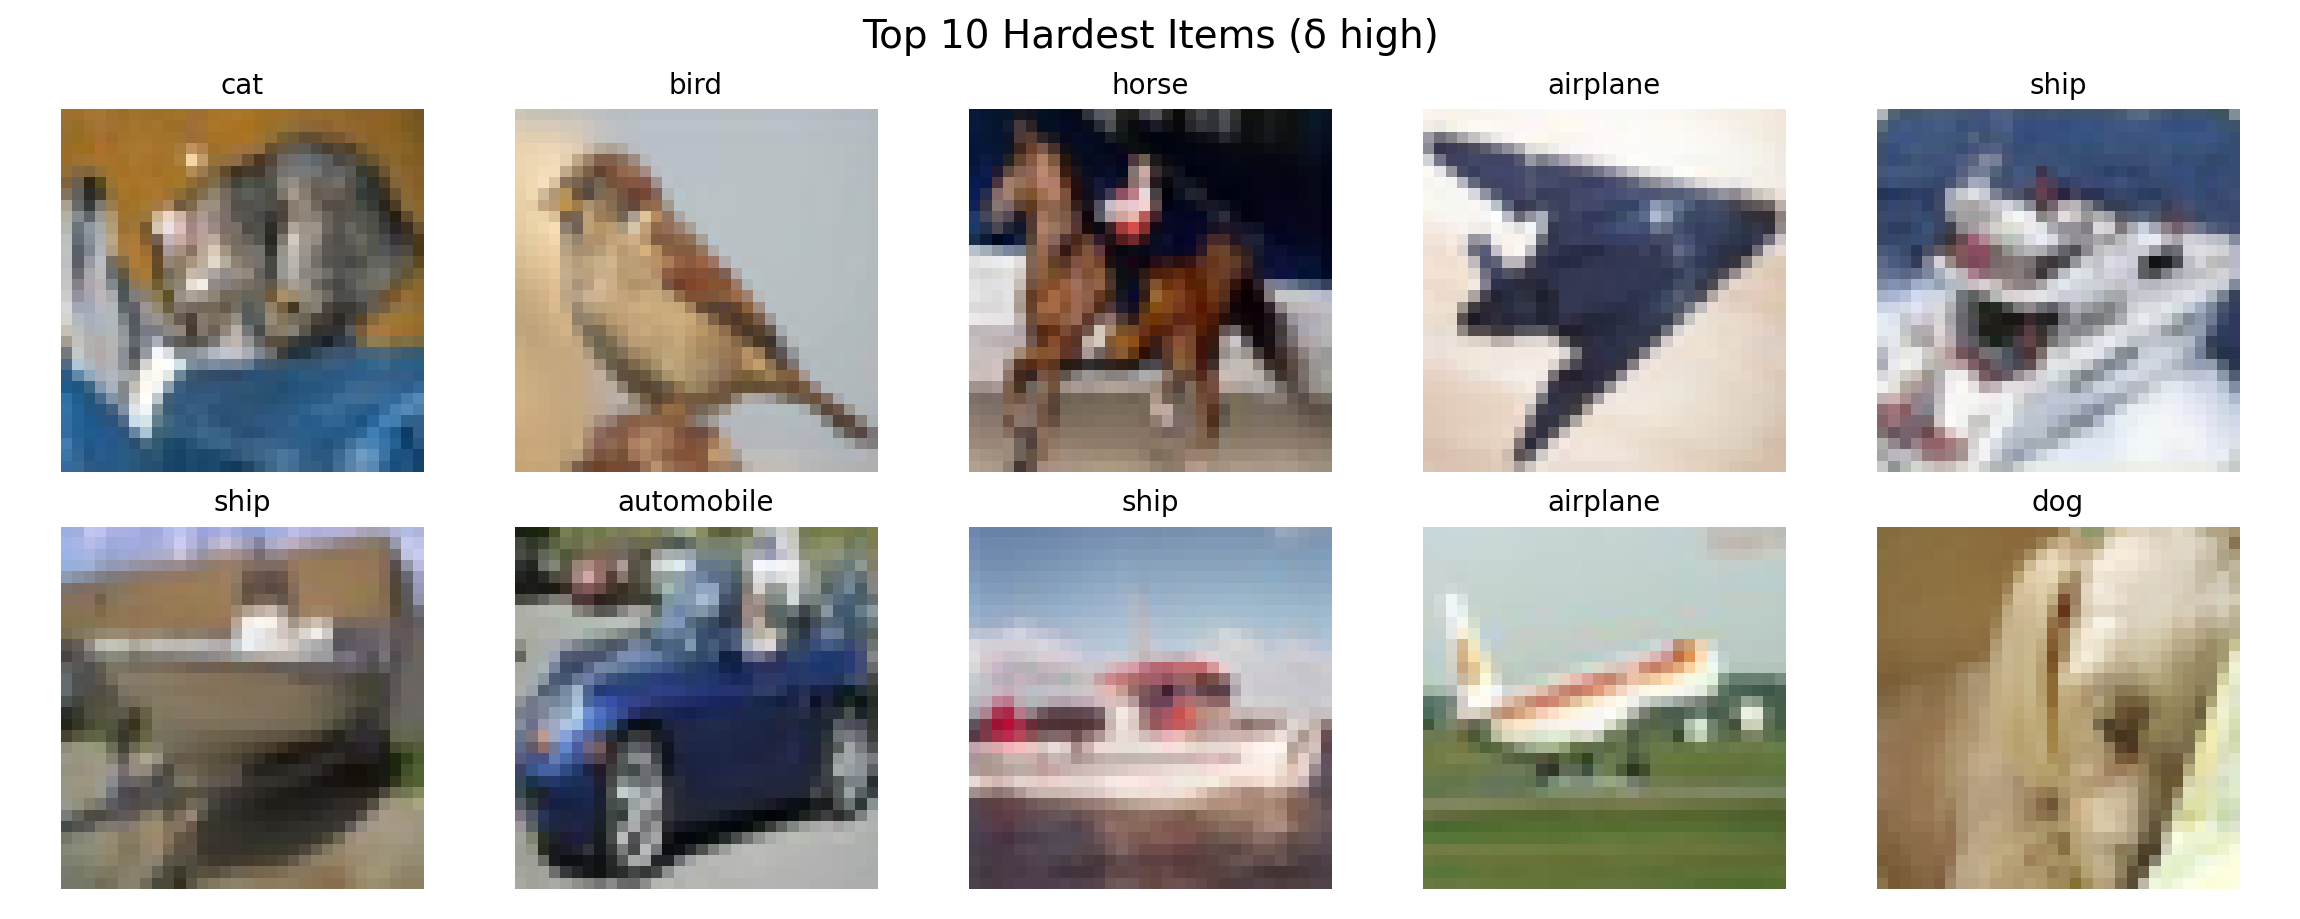 Top 10 Hardest Items (δ high)
cat
bird
horse
airplane
ship
ship
automobile
ship
airplane
dog